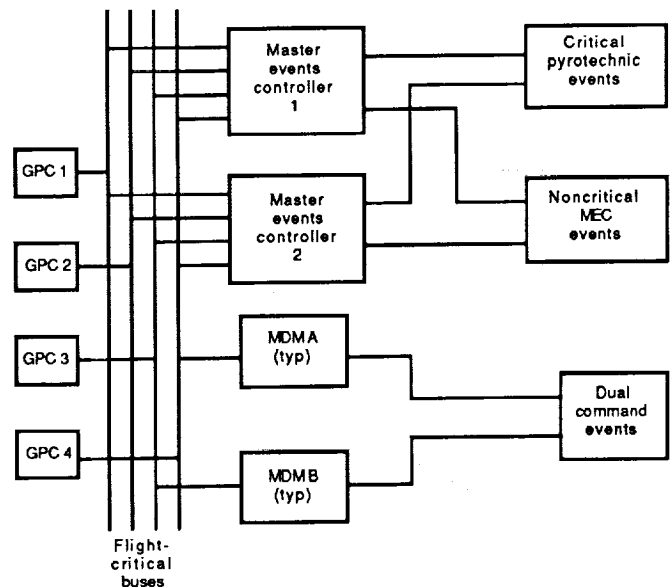 Master
events
controller
1
Critical
pyrotechnic
events
GPC 1
Master
events
controller
2
Noncritical
MEC
events
GPC 2
GPC 3
MDM A
(typ)
Dual
command
events
GPC 4
MDM B
(typ)
Flight-
critical
buses